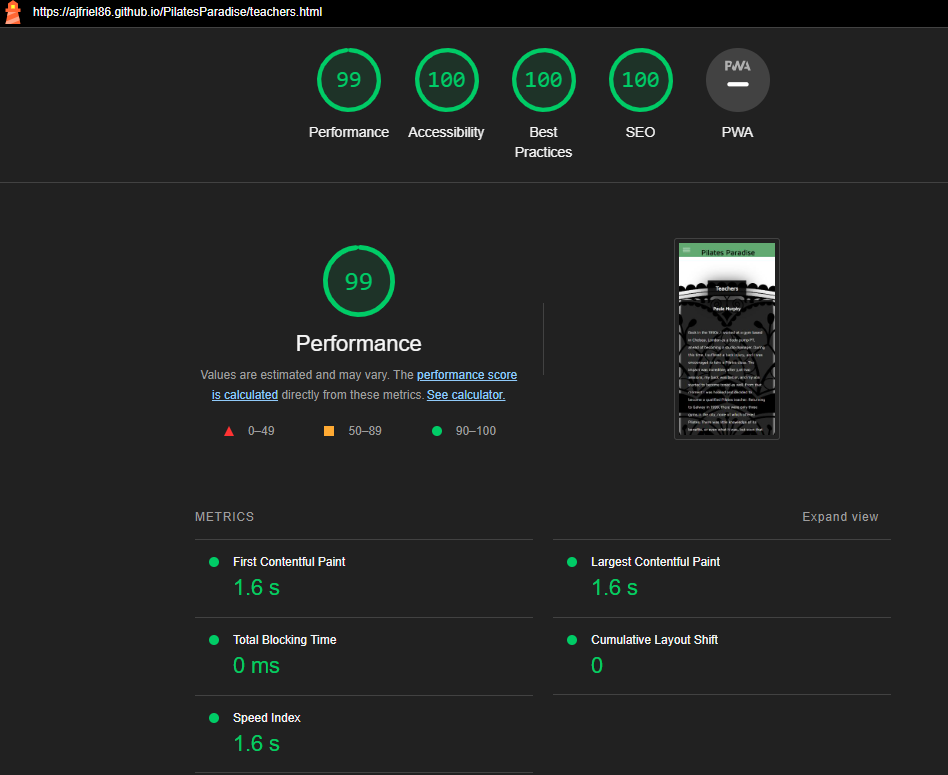 https://ajfriel86.github.io/PilatesParadise/teachers.html
99
100
100
100
PWA
Performance
Accessibility
Best
Practices
SEO
PWA
99
Performance
Values are estimated and may vary. The performance score
is calculated directly from these metrics. See calculator.
0–49
50–89
90–100
Pilates Paradise
Teachers
Paula Murphy
METRICS
Expand view
First Contentful Paint
1.6 s
Largest Contentful Paint
1.6 s
Total Blocking Time
0 ms
Cumulative Layout Shift
0
Speed Index
1.6 s